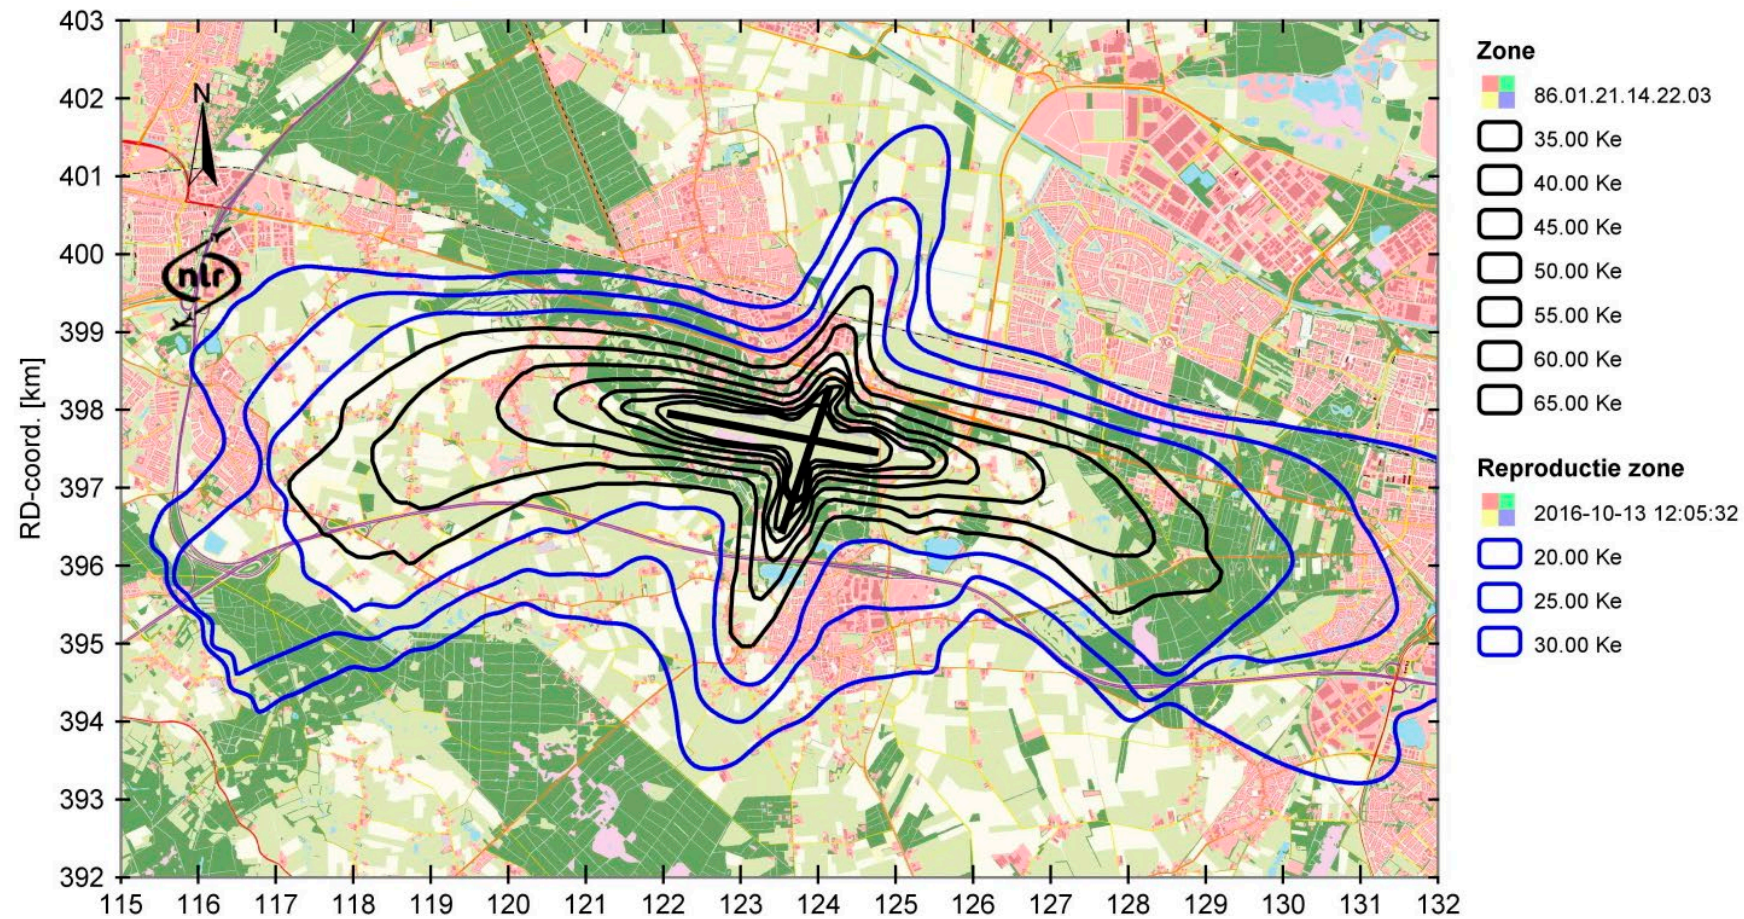 403
402
401
400
399
398
397
396
395
394
393
392
RD-coord. [km]
N
nlr
115 116 117 118 119 120 121 122 123 124 125 126 127 128 129 130 131 132
Zone
86.01.21.14.22.03
35.00 Ke
40.00 Ke
45.00 Ke
50.00 Ke
55.00 Ke
60.00 Ke
65.00 Ke
Reproductie zone
2016-10-13 12:05:32
20.00 Ke
25.00 Ke
30.00 Ke